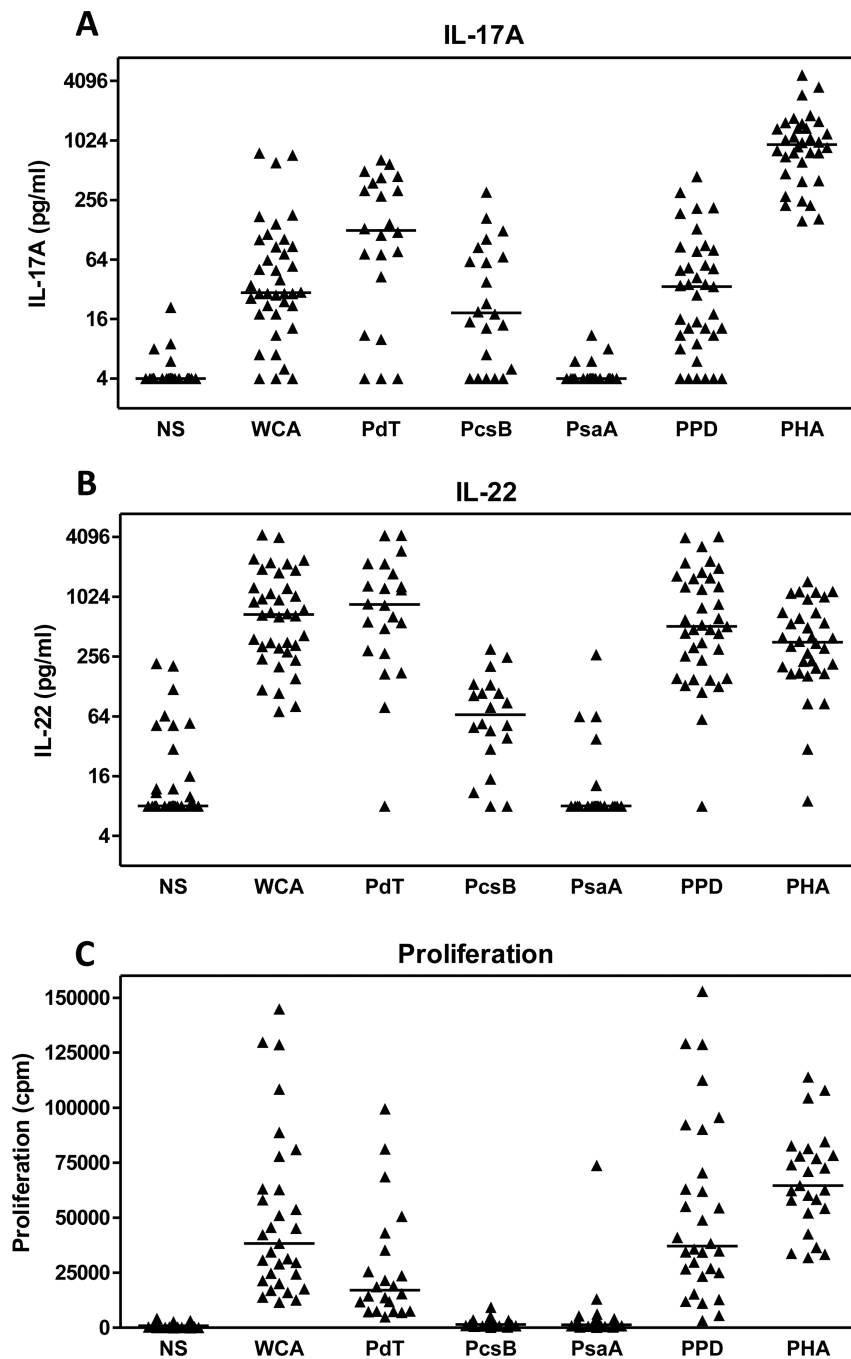 A
IL-17A
IL-17A (pg/ml)
4096
1024
256
64
16
4
NS WCA PdT PcsB PsaA PPD PHA
B
IL-22
IL-22 (pg/ml)
4096
1024
256
64
16
4
NS WCA PdT PcsB PsaA PPD PHA
C
Proliferation
Proliferation (cpm)
150000
125000
100000
75000
50000
25000
0
NS WCA PdT PcsB PsaA PPD PHA